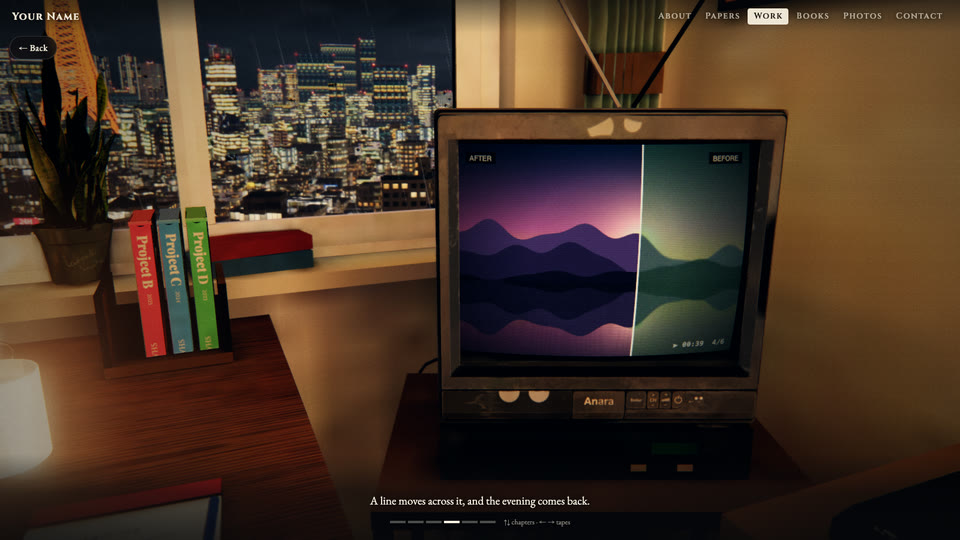 YOUR NAME
ABOUT PAPERS WORK BOOKS PHOTOS CONTACT
← Back
AFTER
BEFORE
Project B
Project C
Project D
▶ 00:39 4/6
Anara
A line moves across it, and the evening comes back.
↑↓ chapters · ← → tapes